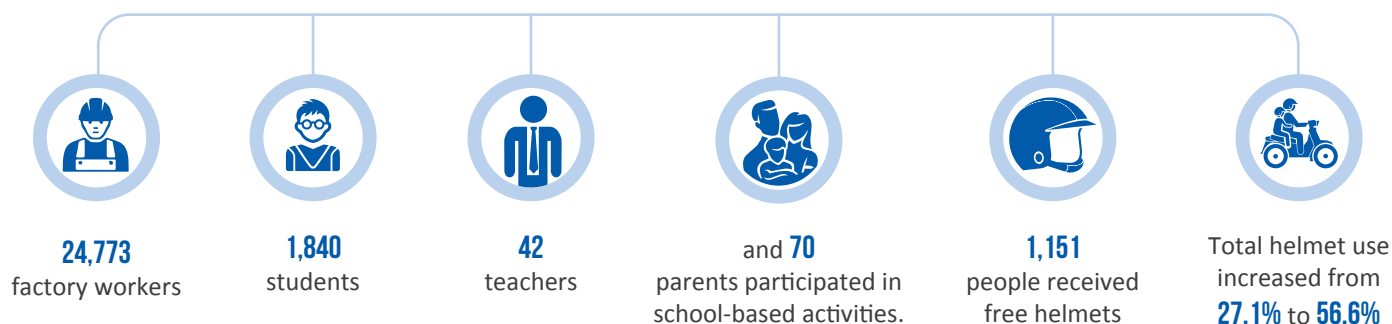 24,773
factory workers
1,840
students
42
teachers
and 70
parents participated in
school-based activities.
1,151
people received
free helmets
Total helmet use
increased from
27.1% to 56.6%